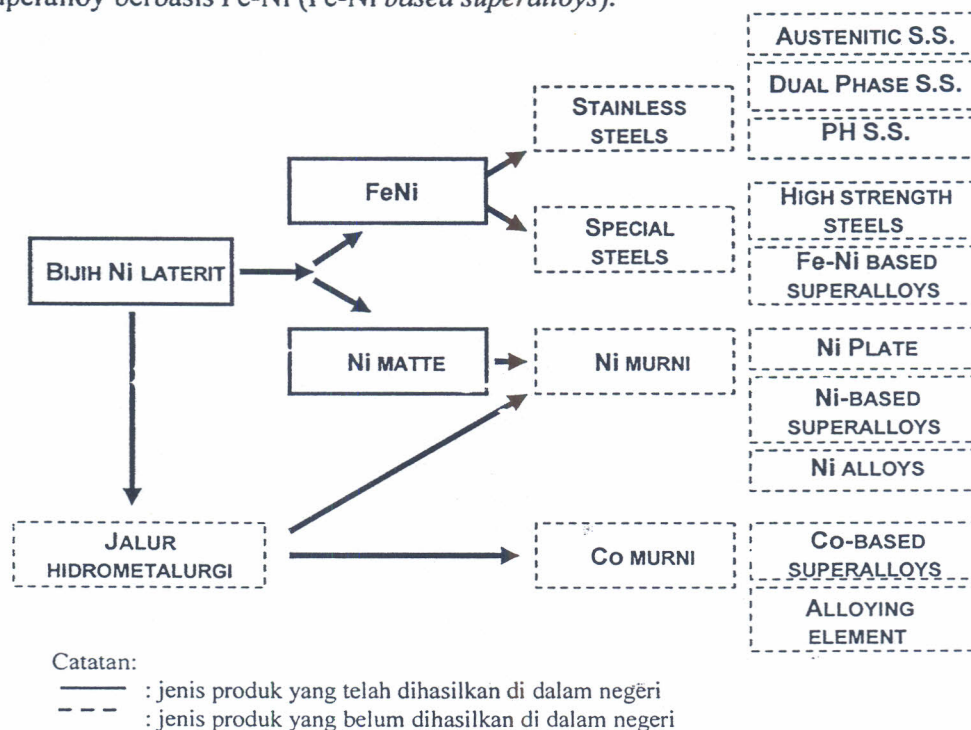 superalloy berbasis Fe-Ni (Fe-Ni based superalloys).
AUSTENITIC S.S.
DUAL PHASE S.S.
PH S.S.
STAINLESS
STEELS
FeNi
HIGH STRENGTH
STEELS
SPECIAL
STEELS
Fe-Ni BASED
SUPERALLOYS
BIJIH Ni LATERIT
Ni MATTE
Ni MURNI
Ni PLATE
Ni-BASED
SUPERALLOYS
Ni ALLOYS
JALUR
HIDROMETALURGI
Co MURNI
Co-BASED
SUPERALLOYS
ALLOYING
ELEMENT
Catatan:
: jenis produk yang telah dihasilkan di dalam negeri
: jenis produk yang belum dihasilkan di dalam negeri